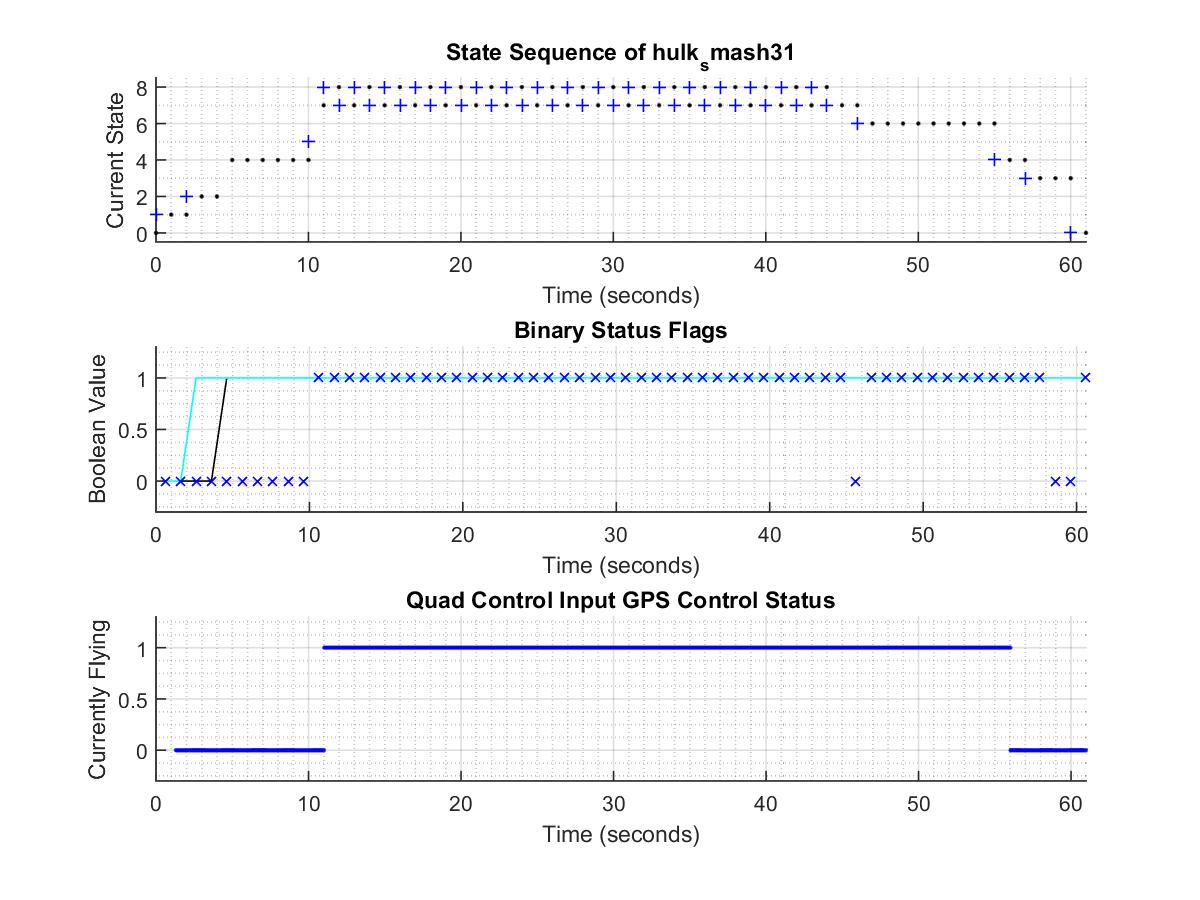 State Sequence of hulksmash31
Current State
8
6
4
2
0
0 10 20 30 40 50 60
Time (seconds)
Binary Status Flags
Boolean Value
1
0.5
0
0 10 20 30 40 50 60
Time (seconds)
Quad Control Input GPS Control Status
Currently Flying
1
0.5
0
0 10 20 30 40 50 60
Time (seconds)